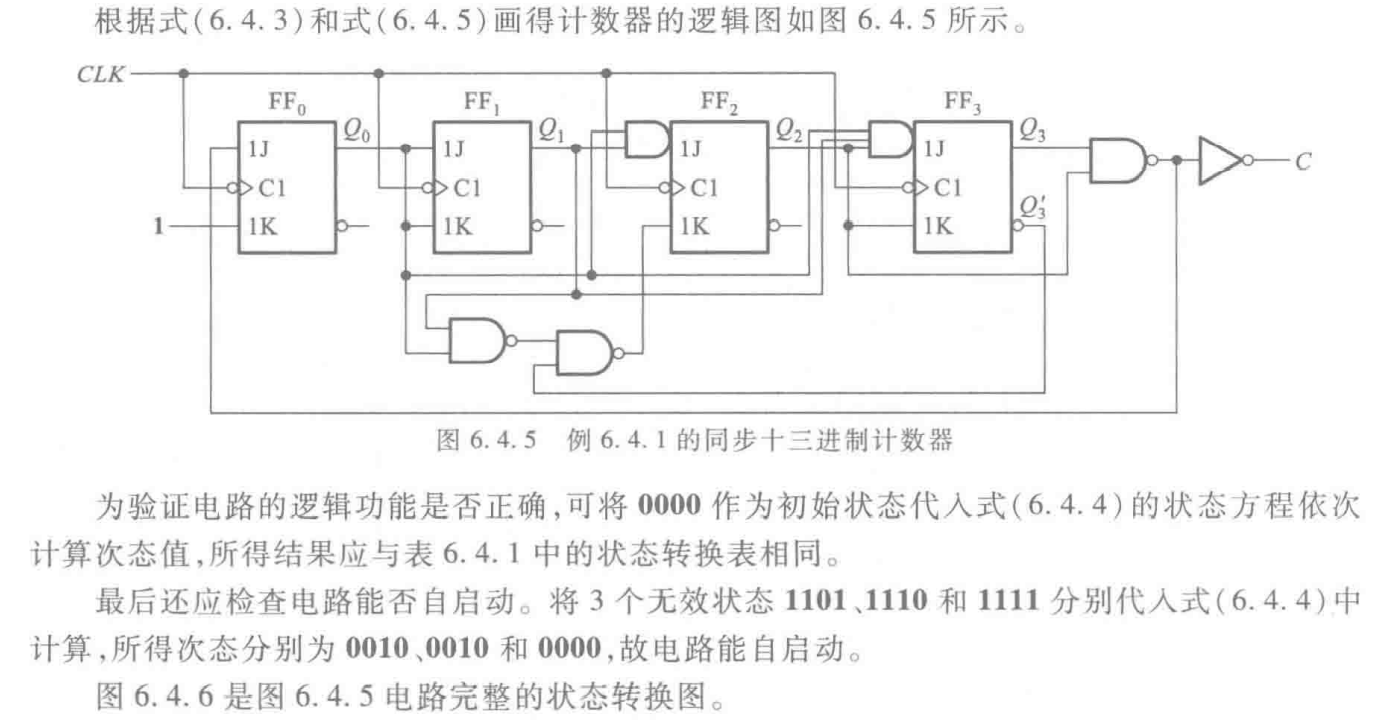 根据式(6.4.3)和式(6.4.5)画得计数器的逻辑图如图 6.4.5 所示。
CLK
FF0 FF1 FF2 FF3
Q0 Q1 Q2 Q3
1J 1J 1J 1J
C1 C1 C1 C1
C
Q3′
1 1K 1K 1K 1K
图 6.4.5 例 6.4.1 的同步十三进制计数器
为验证电路的逻辑功能是否正确,可将 0000 作为初始状态代入式(6.4.4)的状态方程依次
计算次态值,所得结果应与表 6.4.1 中的状态转换表相同。
最后还应检查电路能否自启动。将 3 个无效状态 1101、1110 和 1111 分别代入式(6.4.4)中
计算,所得次态分别为 0010、0010 和 0000,故电路能自启动。
图 6.4.6 是图 6.4.5 电路完整的状态转换图。